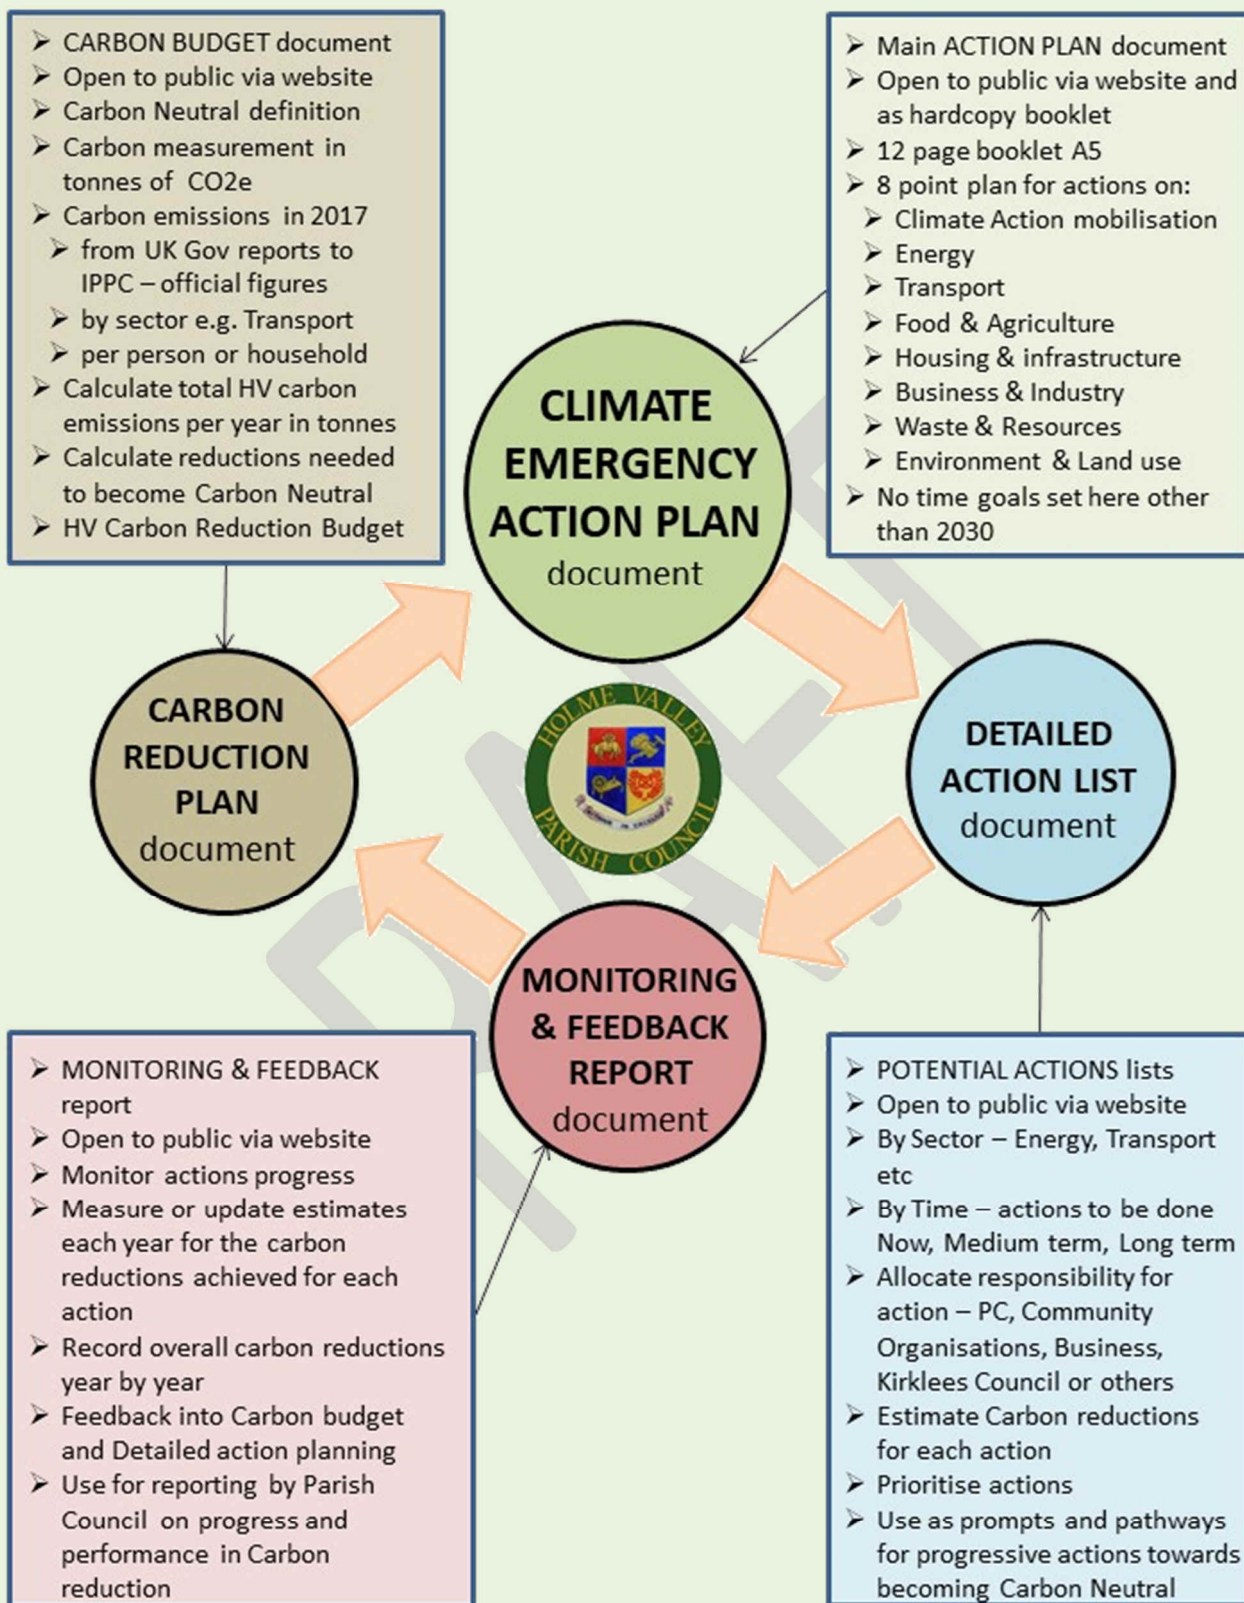 ➢ CARBON BUDGET document
➢ Open to public via website
➢ Carbon Neutral definition
➢ Carbon measurement in
tonnes of CO2e
➢ Carbon emissions in 2017
➢ from UK Gov reports to
IPPC – official figures
➢ by sector e.g. Transport
➢ per person or household
➢ Calculate total HV carbon
emissions per year in tonnes
➢ Calculate reductions needed
to become Carbon Neutral
➢ HV Carbon Reduction Budget
➢ Main ACTION PLAN document
➢ Open to public via website and
as hardcopy booklet
➢ 12 page booklet A5
➢ 8 point plan for actions on:
➢ Climate Action mobilisation
➢ Energy
➢ Transport
➢ Food & Agriculture
➢ Housing & infrastructure
➢ Business & Industry
➢ Waste & Resources
➢ Environment & Land use
➢ No time goals set here other
than 2030
CLIMATE
EMERGENCY
ACTION PLAN
document
CARBON
REDUCTION
PLAN
document
HOLME VALLEY
PARISH COUNCIL
DETAILED
ACTION LIST
document
MONITORING
& FEEDBACK
REPORT
document
DRAFT
➢ MONITORING & FEEDBACK
report
➢ Open to public via website
➢ Monitor actions progress
➢ Measure or update estimates
each year for the carbon
reductions achieved for each
action
➢ Record overall carbon reductions
year by year
➢ Feedback into Carbon budget
and Detailed action planning
➢ Use for reporting by Parish
Council on progress and
performance in Carbon
reduction
➢ POTENTIAL ACTIONS lists
➢ Open to public via website
➢ By Sector – Energy, Transport
etc
➢ By Time – actions to be done
Now, Medium term, Long term
➢ Allocate responsibility for
action – PC, Community
Organisations, Business,
Kirklees Council or others
➢ Estimate Carbon reductions
for each action
➢ Prioritise actions
➢ Use as prompts and pathways
for progressive actions towards
becoming Carbon Neutral